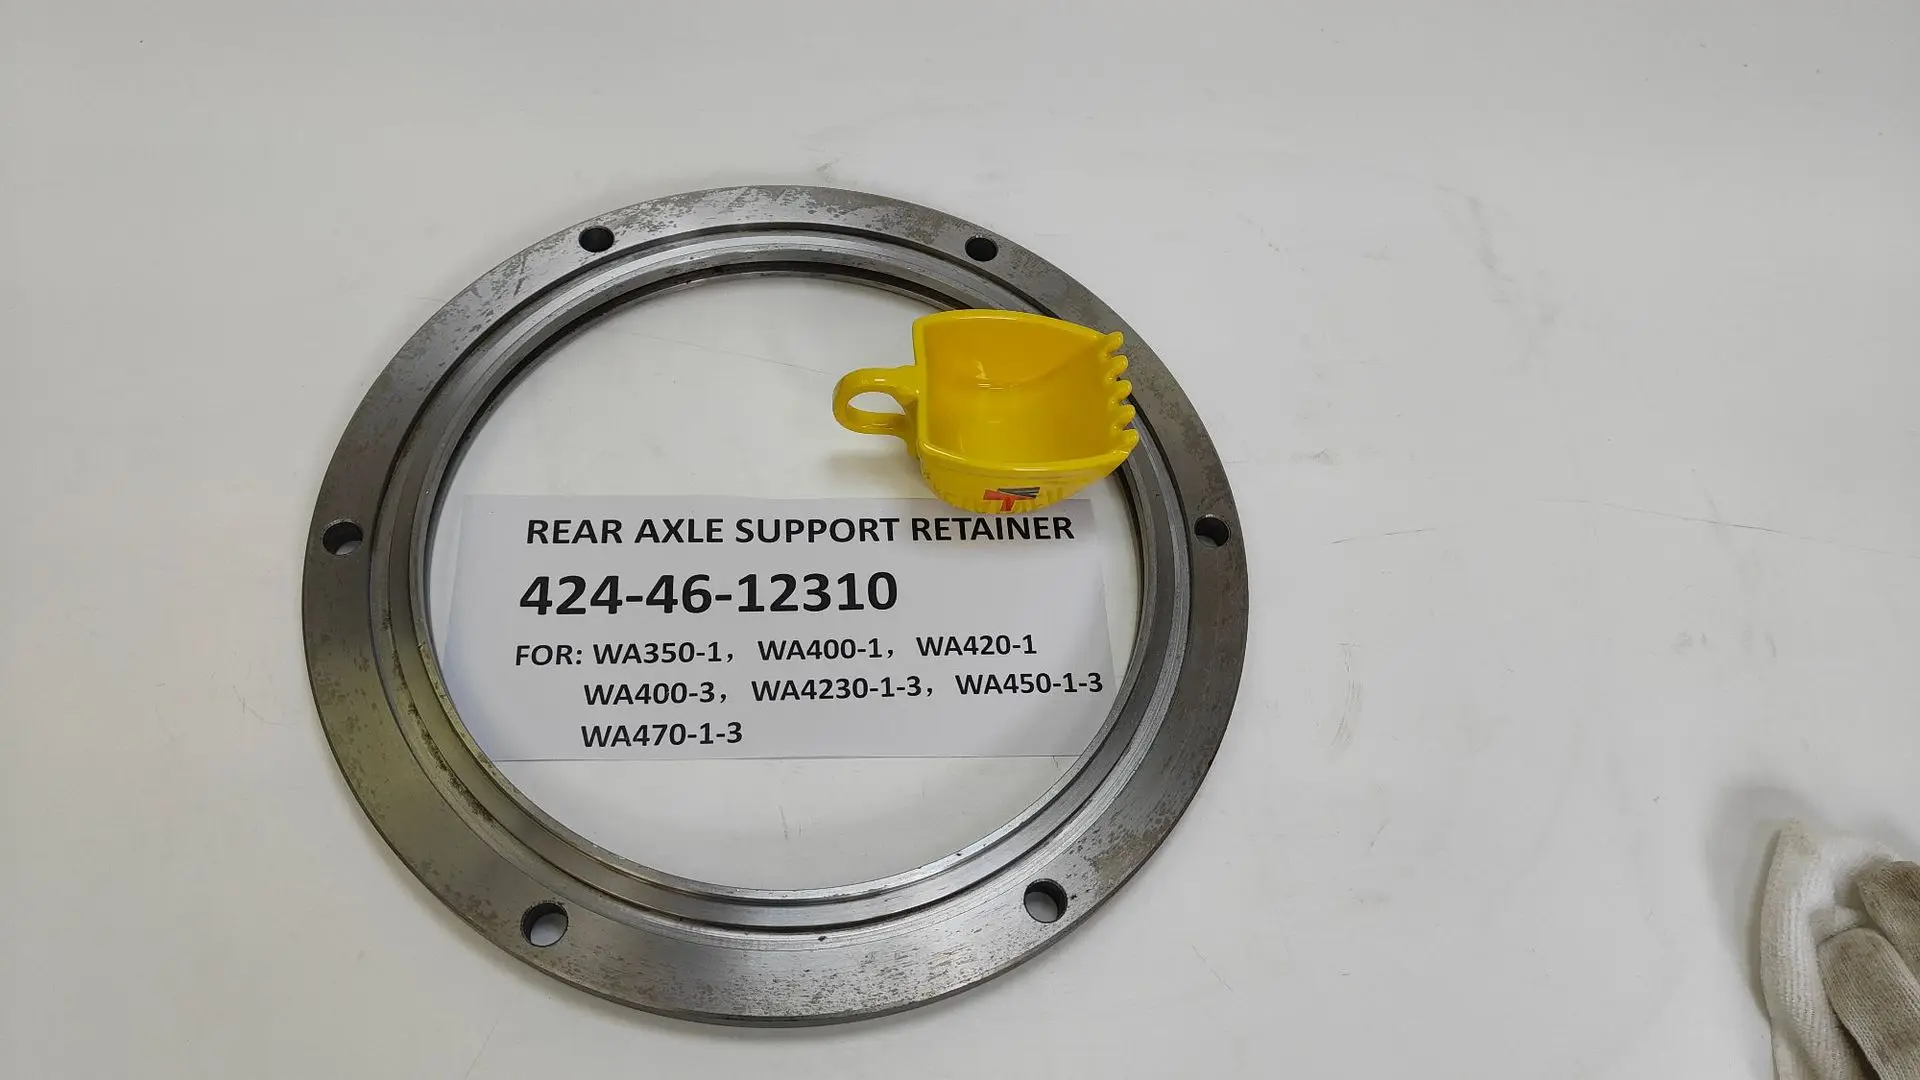 REAR AXLE SUPPORT RETAINER
424-46-12310
FOR: WA350-1，WA400-1，WA420-1
WA400-3，WA4230-1-3，WA450-1-3
WA470-1-3